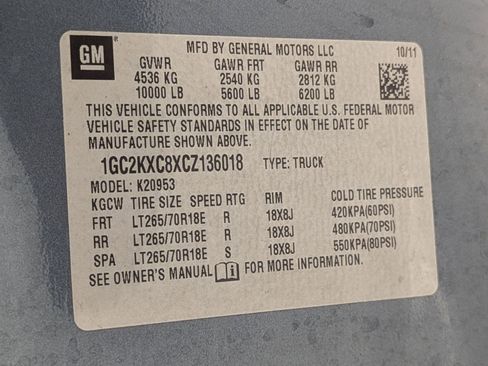 GM
MFD BY GENERAL MOTORS LLC
10/11
GVWR GAWR FRT GAWR RR
4536 KG 2540 KG 2812 KG
10000 LB 5600 LB 6200 LB
THIS VEHICLE CONFORMS TO ALL APPLICABLE U.S. FEDERAL MOTOR
VEHICLE SAFETY STANDARDS IN EFFECT ON THE DATE OF
MANUFACTURE SHOWN ABOVE.
1GC2KXC8XCZ136018 TYPE: TRUCK
MODEL: K20953
KGCW TIRE SIZE SPEED RTG RIM COLD TIRE PRESSURE
FRT LT265/70R18E R 18X8J 420KPA(60PSI)
RR LT265/70R18E R 18X8J 480KPA(70PSI)
SPA LT265/70R18E S 18X8J 550KPA(80PSI)
SEE OWNER'S MANUAL FOR MORE INFORMATION.